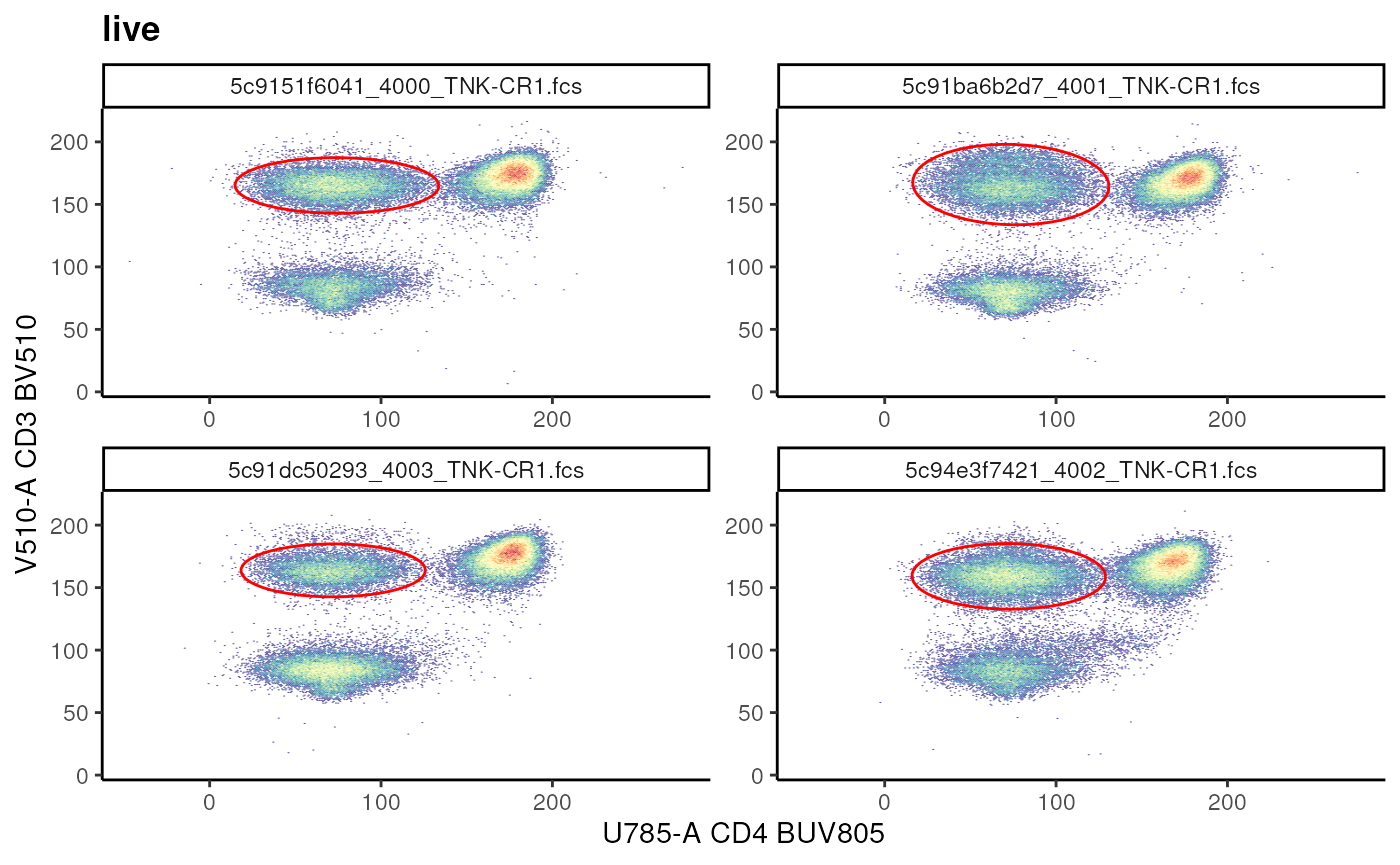 live
5c9151f6041_4000_TNK-CR1.fcs
5c91ba6b2d7_4001_TNK-CR1.fcs
200
150
100
50
0
0 100 200
200
150
100
50
0
0 100 200
5c91dc50293_4003_TNK-CR1.fcs
5c94e3f7421_4002_TNK-CR1.fcs
200
150
100
50
0
0 100 200
200
150
100
50
0
0 100 200
V510-A CD3 BV510
U785-A CD4 BUV805